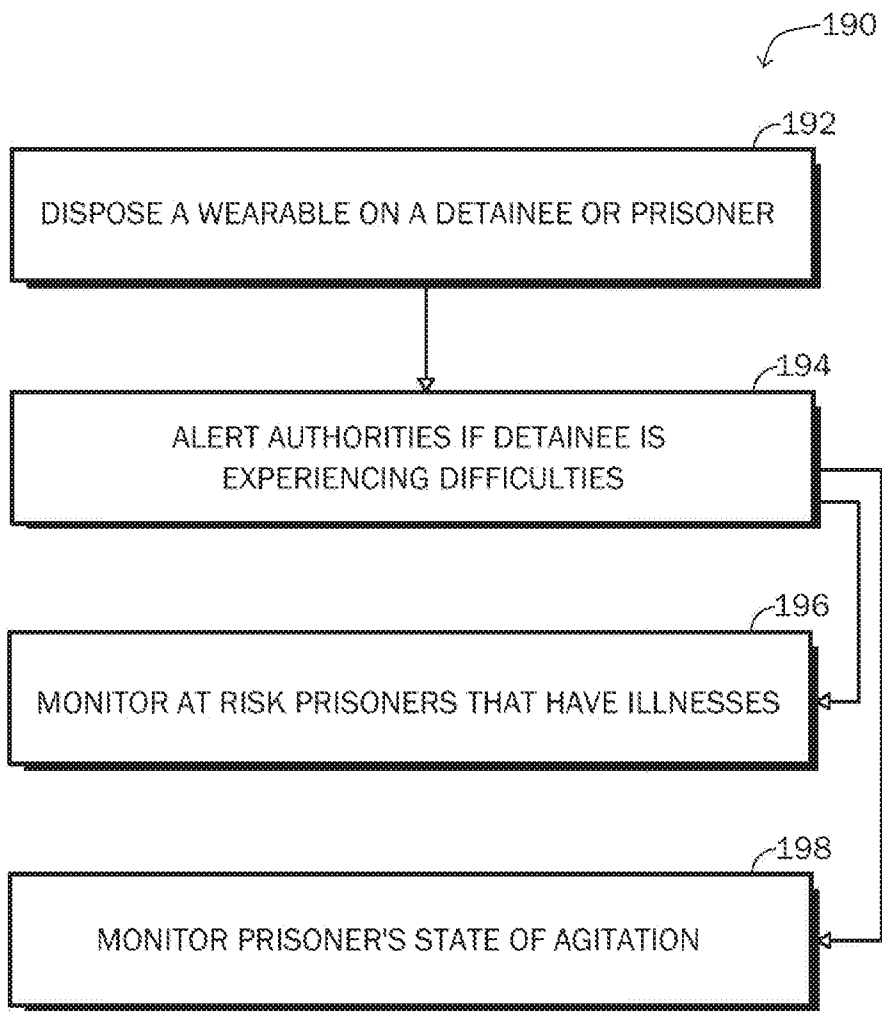 190
192
DISPOSE A WEARABLE ON A DETAINEE OR PRISONER
194
ALERT AUTHORITIES IF DETAINEE IS
EXPERIENCING DIFFICULTIES
196
MONITOR AT RISK PRISONERS THAT HAVE ILLNESSES
198
MONITOR PRISONER'S STATE OF AGITATION